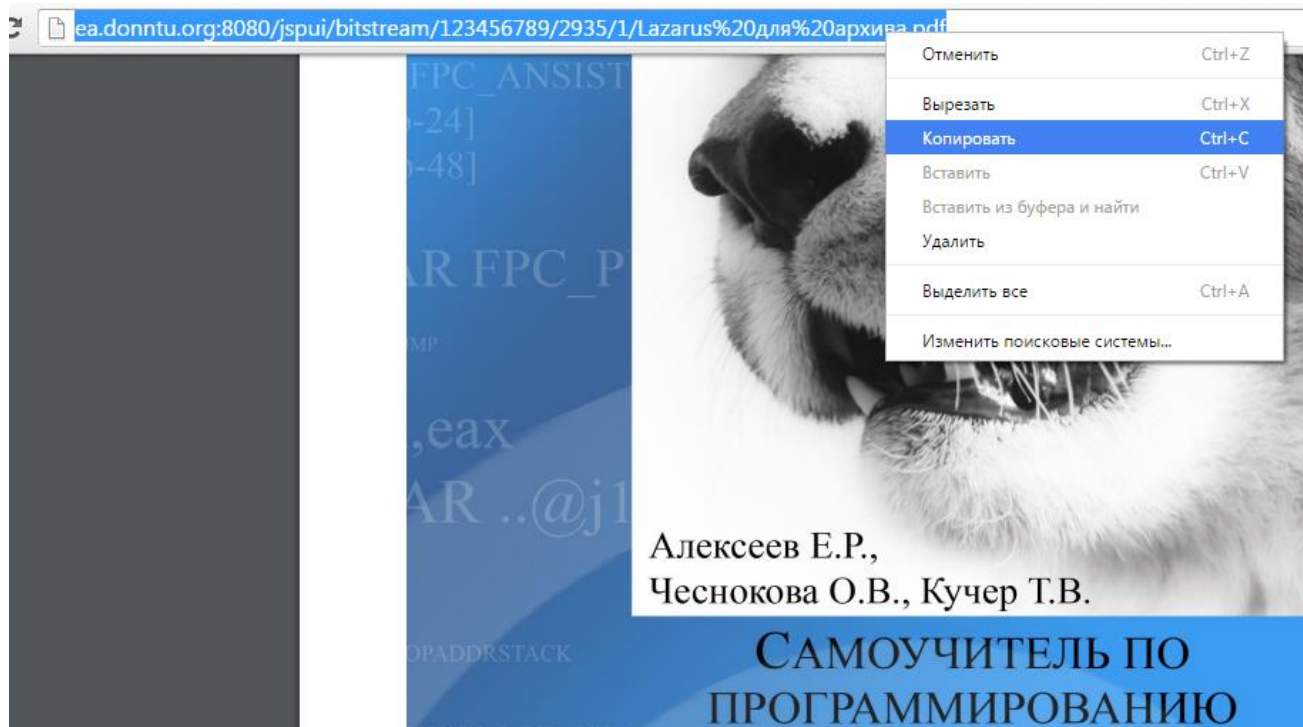 ea.donntu.org:8080/jspui/bitstream/123456789/2935/1/Lazarus%20для%20архива.pdf
Отменить Ctrl+Z
Вырезать Ctrl+X
Копировать Ctrl+C
Вставить Ctrl+V
Вставить из буфера и найти
Удалить
Выделить все Ctrl+A
Изменить поисковые системы...
FPC_ANSIST
-24]
-48]
AR FPC_P
,eax
AR ..@j1
Алексеев Е.Р.,
Чеснокова О.В., Кучер Т.В.
OPADDRSTACK
САМОУЧИТЕЛЬ ПО
ПРОГРАММИРОВАНИЮ